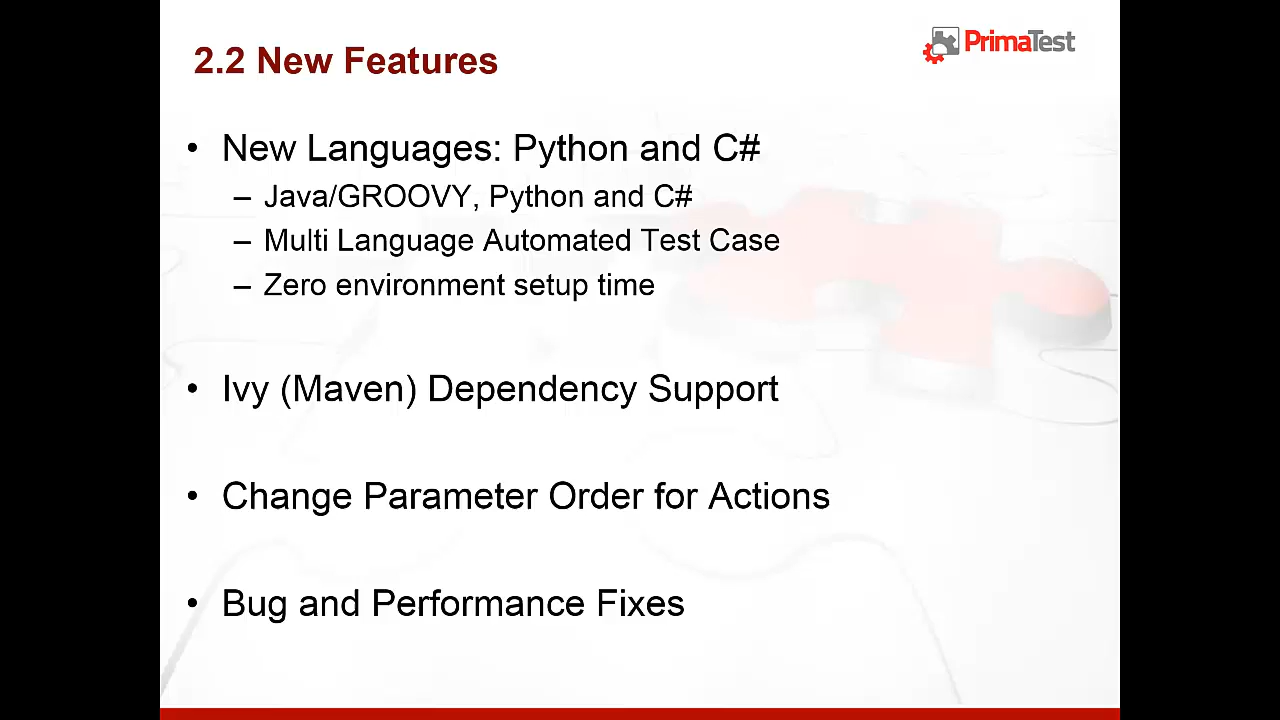 2.2 New Features
PrimaTest
• New Languages: Python and C#
– Java/GROOVY, Python and C#
– Multi Language Automated Test Case
– Zero environment setup time
• Ivy (Maven) Dependency Support
• Change Parameter Order for Actions
• Bug and Performance Fixes